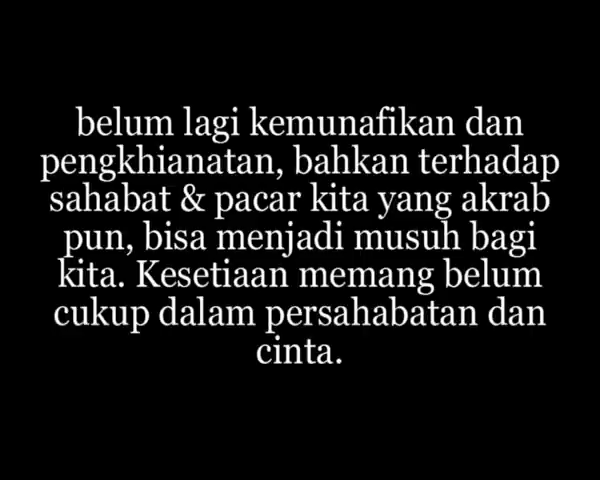 belum lagi kemunafikan dan
pengkhianatan, bahkan terhadap
sahabat & pacar kita yang akrab
pun, bisa menjadi musuh bagi
kita. Kesetiaan memang belum
cukup dalam persahabatan dan
cinta.